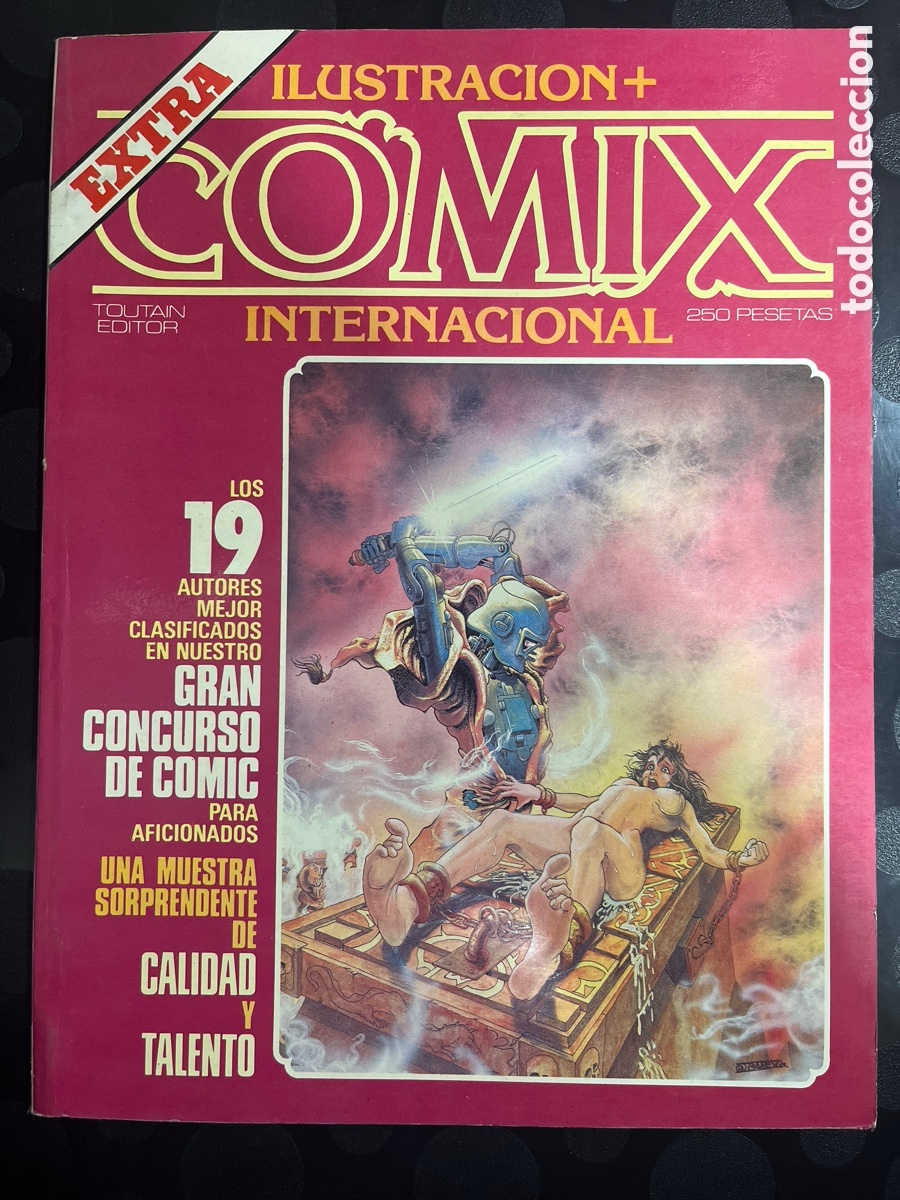 EXTRA
ILUSTRACION+
COMIX
INTERNACIONAL
TOUTAIN
EDITOR
250 PESETAS
LOS
19
AUTORES
MEJOR
CLASIFICADOS
EN NUESTRO
GRAN
CONCURSO
DE COMIC
PARA
AFICIONADOS
UNA MUESTRA
SORPRENDENTE
DE
CALIDAD
Y
TALENTO
todocoleccion